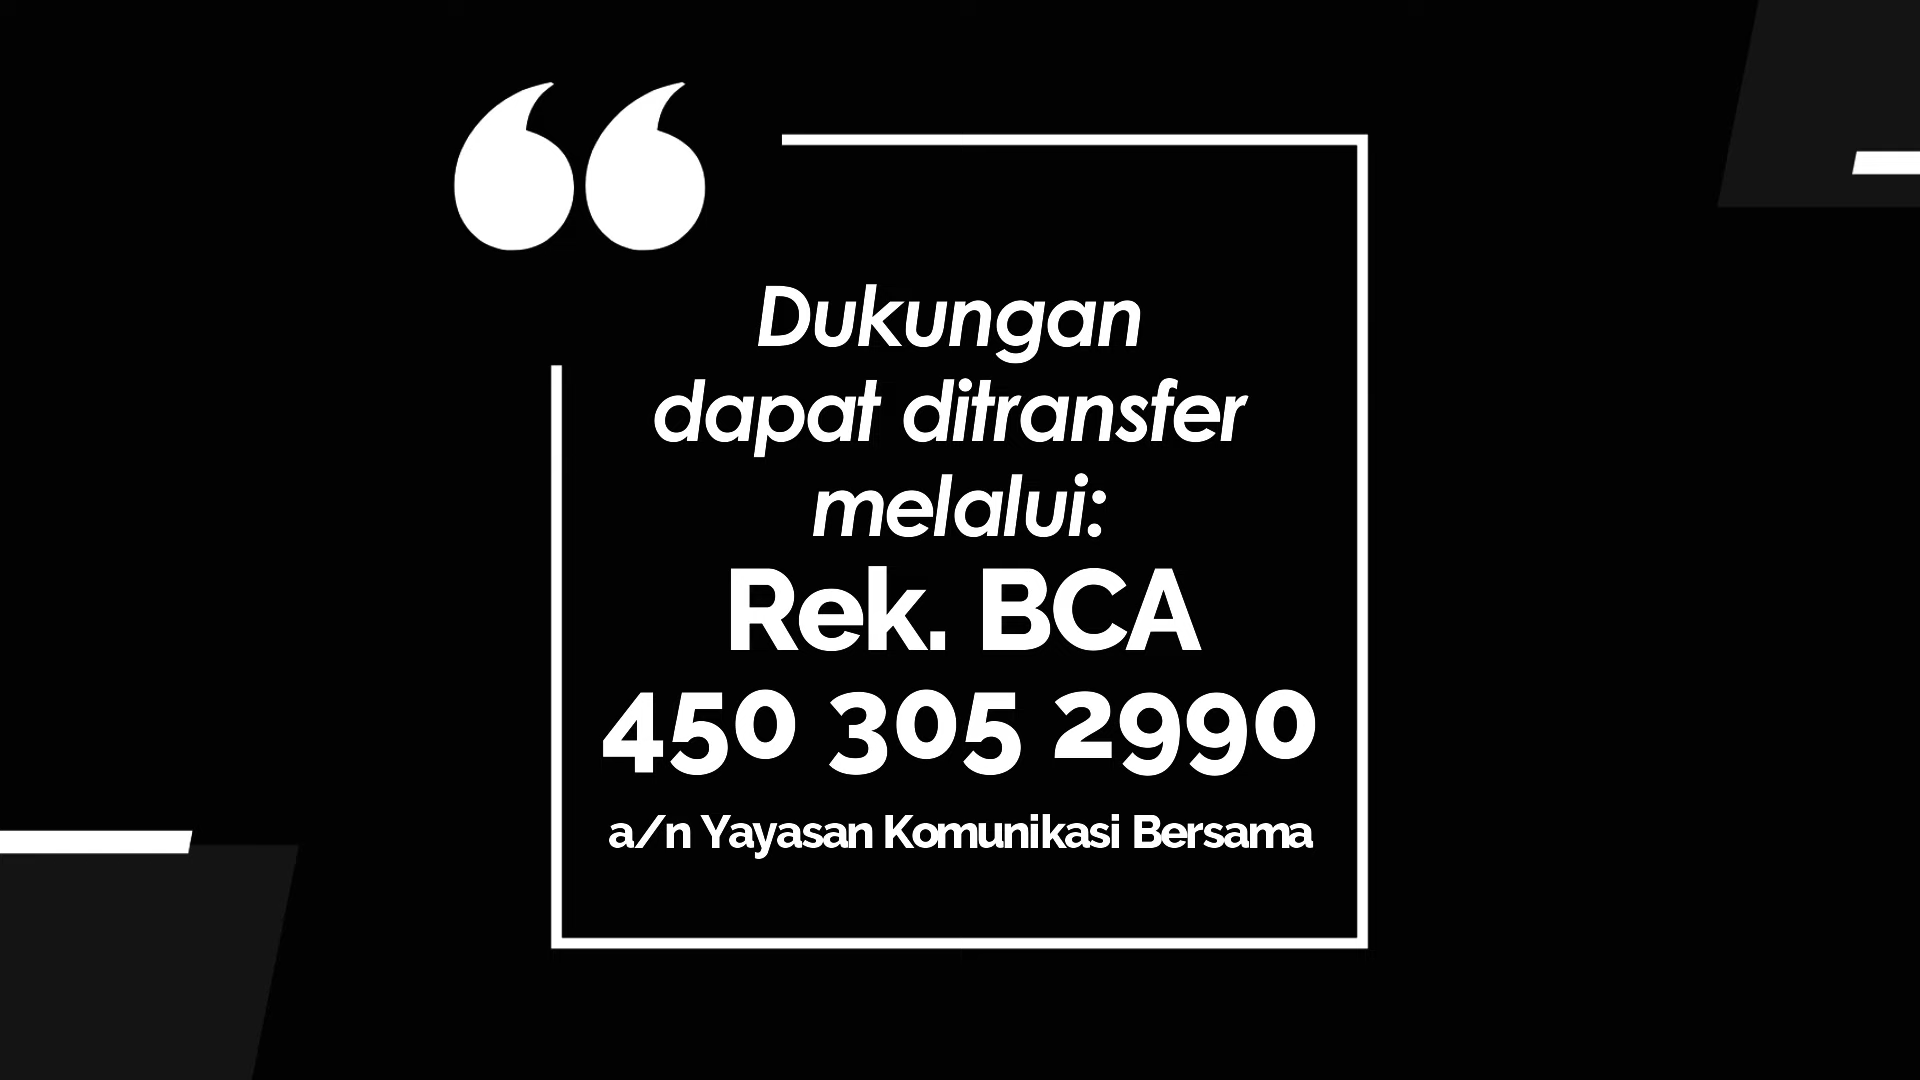 Dukungan
dapat ditransfer
melalui:
Rek. BCA
450 305 2990
a/n Yayasan Komunikasi Bersama